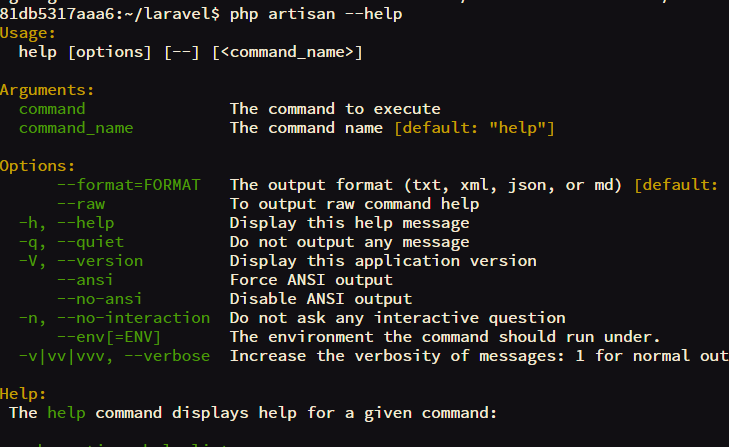 81db5317aaa6:~/laravel$ php artisan --help
Usage:
  help [options] [--] [<command_name>]

Arguments:
  command               The command to execute
  command_name          The command name [default: "help"]

Options:
      --format=FORMAT   The output format (txt, xml, json, or md) [default:
      --raw             To output raw command help
  -h, --help            Display this help message
  -q, --quiet           Do not output any message
  -V, --version         Display this application version
      --ansi            Force ANSI output
      --no-ansi         Disable ANSI output
  -n, --no-interaction  Do not ask any interactive question
      --env[=ENV]       The environment the command should run under.
  -v|vv|vvv, --verbose  Increase the verbosity of messages: 1 for normal out

Help:
 The help command displays help for a given command: